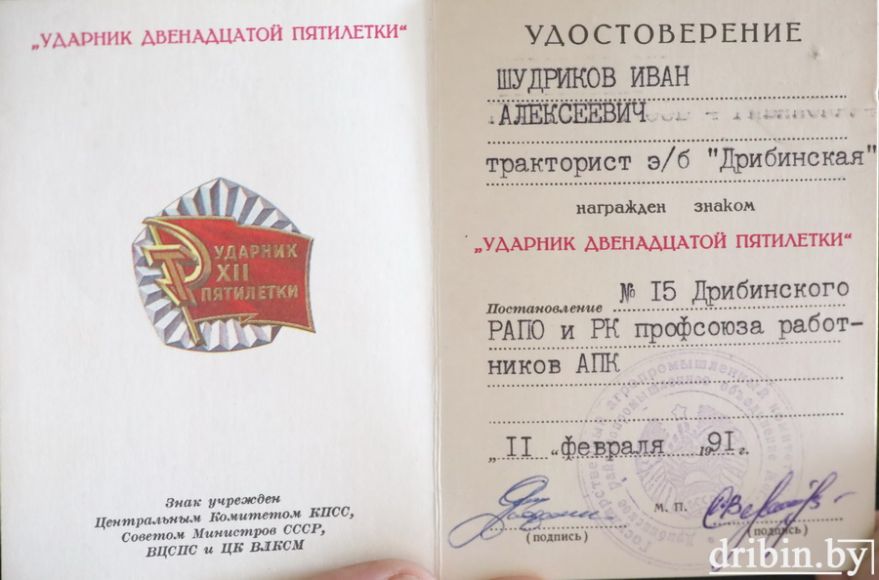 „УДАРНИК ДВЕНАДЦАТОЙ ПЯТИЛЕТКИ“
УДАРНИК
XII
ПЯТИЛЕТКИ
Знак учрежден
Центральным Комитетом КПСС,
Советом Министров СССР,
ВЦСПС и ЦК ВЛКСМ
УДОСТОВЕРЕНИЕ
ШУДРИКОВ ИВАН
АЛЕКСЕЕВИЧ
тракторист э/б "Дрибинская"
награжден знаком
„УДАРНИК ДВЕНАДЦАТОЙ ПЯТИЛЕТКИ“
Постановление № I5 Дрибинского
РАПО и РК профсоюза работ-
ников АПК
„II“ февраля 199I г.
М. П.
(подпись) (подпись)
dribin.by